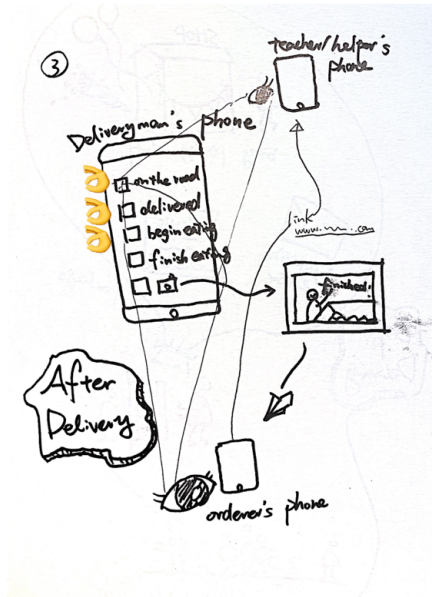 ③
teacher/helper's
phone
Deliveryman's phone
on the road
delivered
begin eating
finish eating
link
www.
.com
finished!
After
Delivery
orderer's phone